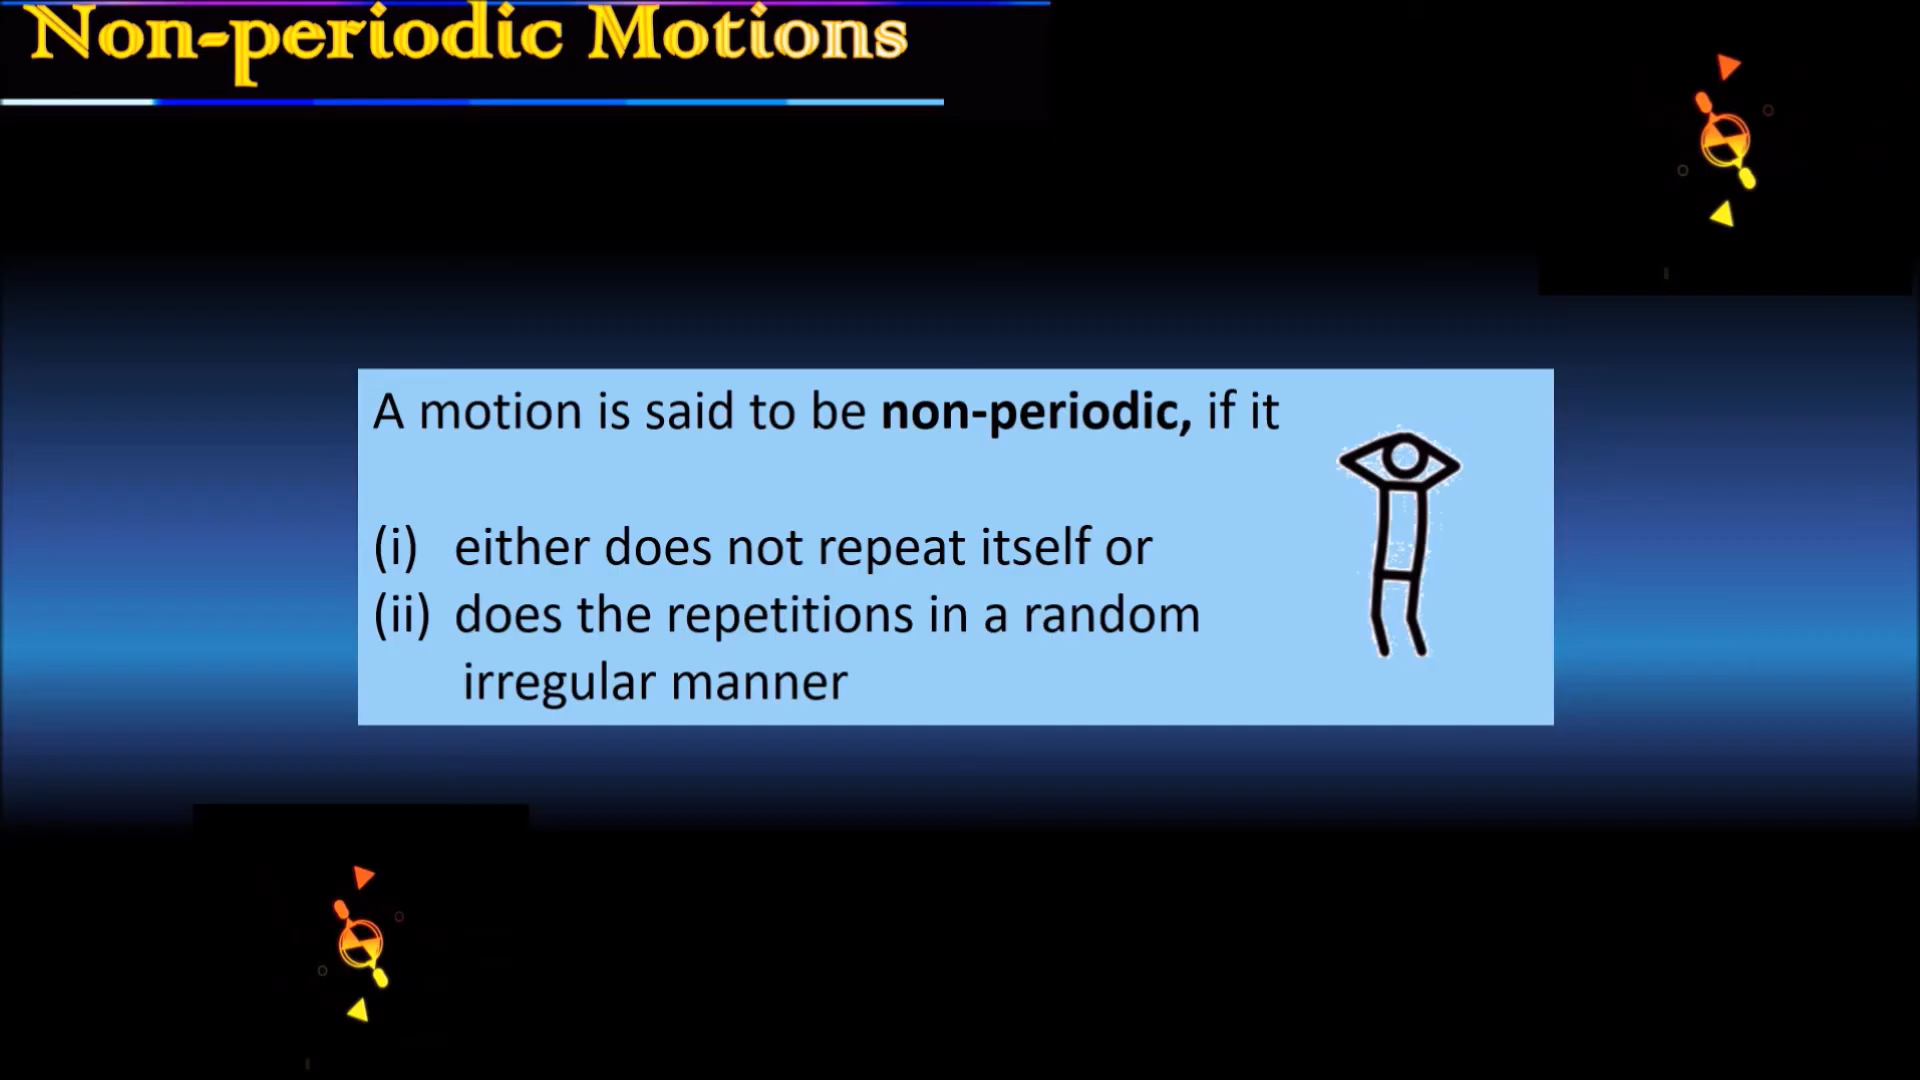 Non-periodic Motions
A motion is said to be non-periodic, if it
(i) either does not repeat itself or
(ii) does the repetitions in a random
irregular manner